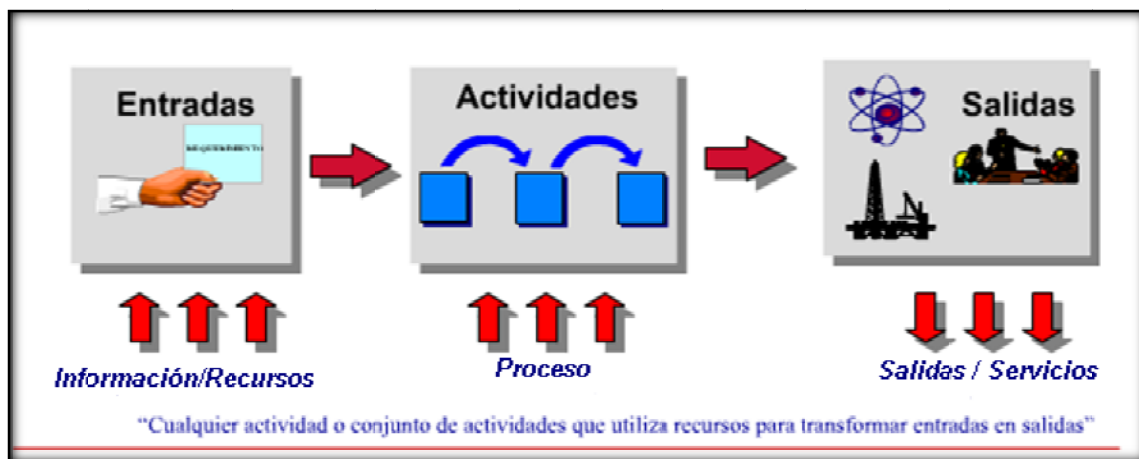 Entradas
Actividades
Salidas
REQUERIMIENTO
Información/Recursos
Proceso
Salidas / Servicios
“Cualquier actividad o conjunto de actividades que utiliza recursos para transformar entradas en salidas”